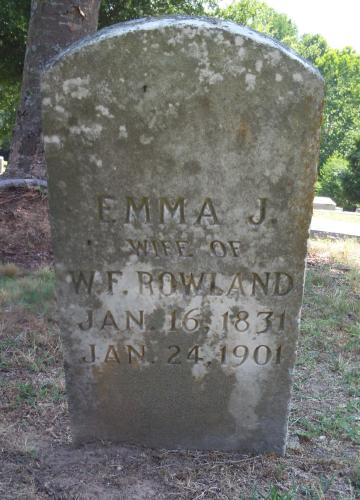 EMMA J.
WIFE OF
W. F. ROWLAND
JAN. 16, 1831
JAN. 24, 1901